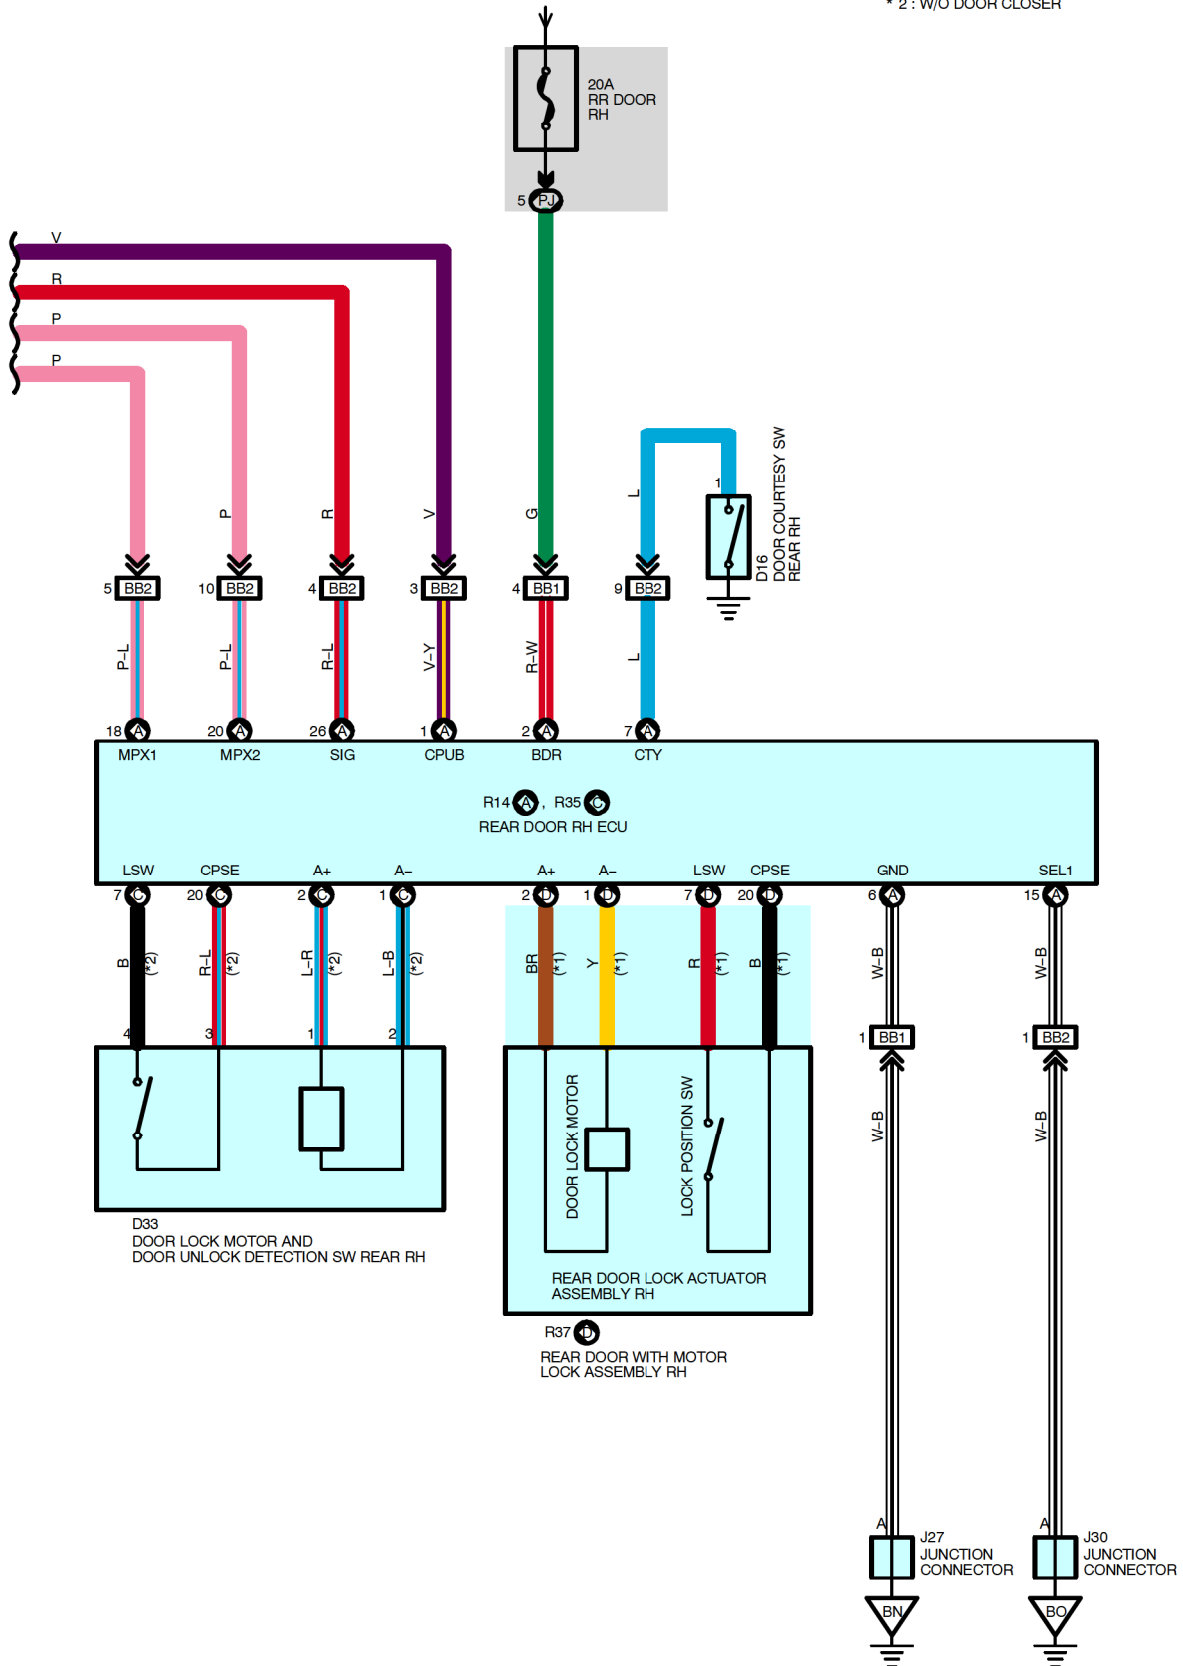 * 2 : W/O DOOR CLOSER
20A
RR DOOR
RH
5 PJ
V
R
P
P
P
R
V
G
L
1
D16
DOOR COURTESY SW
REAR RH
5 BB2
10 BB2
4 BB2
3 BB2
4 BB1
9 BB2
P-L
P-L
R-L
V-Y
R-W
L
18 A
20 A
26 A
1 A
2 A
7 A
MPX1
MPX2
SIG
CPUB
BDR
CTY
R14 A , R35 C
REAR DOOR RH ECU
LSW
CPSE
A+
A-
A+
A-
LSW
CPSE
GND
SEL1
7 C
20 C
2 C
1 C
2 D
1 D
7 D
20 D
6 A
15 A
B
(*2)
R-L
(*2)
L-R
(*2)
L-B
(*2)
BR
(*1)
Y
(*1)
R
(*1)
B
(*1)
W-B
W-B
4
3
1
2
1 BB1
1 BB2
W-B
W-B
DOOR LOCK MOTOR
LOCK POSITION SW
D33
DOOR LOCK MOTOR AND
DOOR UNLOCK DETECTION SW REAR RH
REAR DOOR LOCK ACTUATOR
ASSEMBLY RH
R37 D
REAR DOOR WITH MOTOR
LOCK ASSEMBLY RH
A
J27
JUNCTION
CONNECTOR
A
J30
JUNCTION
CONNECTOR
BN
BO